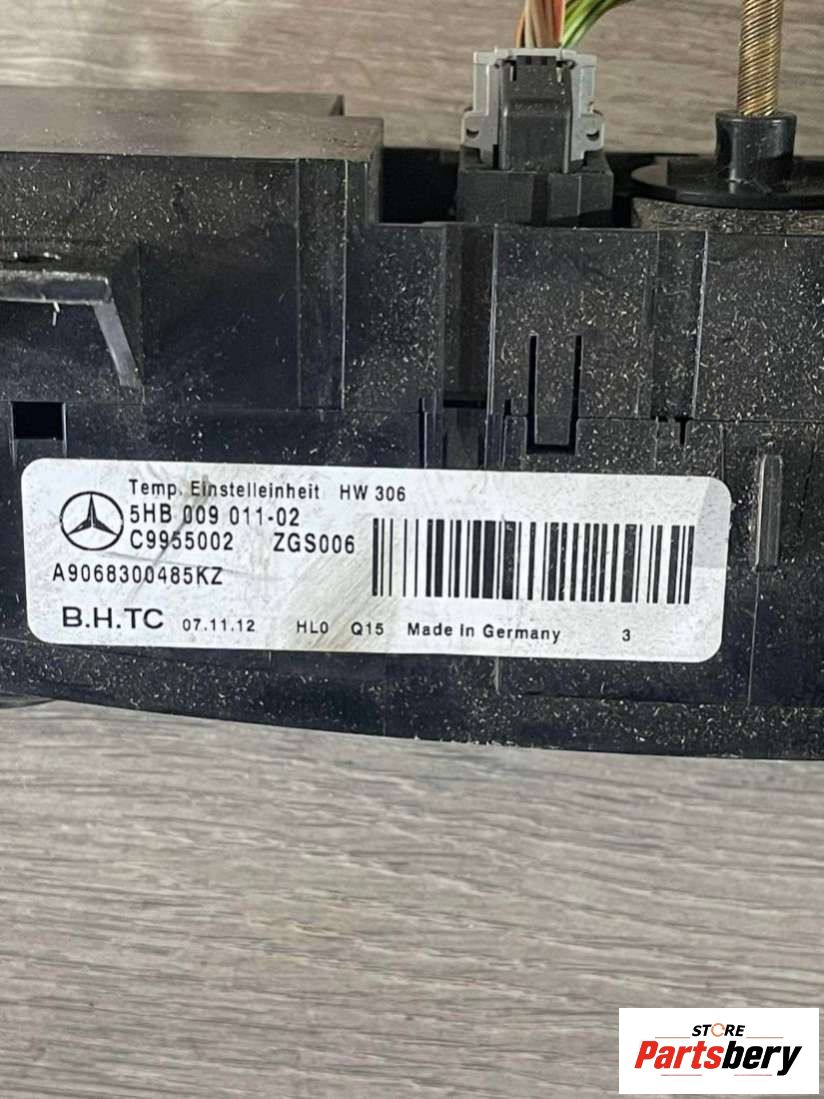 Temp. Einstelleinheit HW 306
5HB 009 011-02
C9955002 ZGS006
A9068300485KZ
B.H.TC 07.11.12 HL0 Q15 Made in Germany 3
STORE
Partsbery